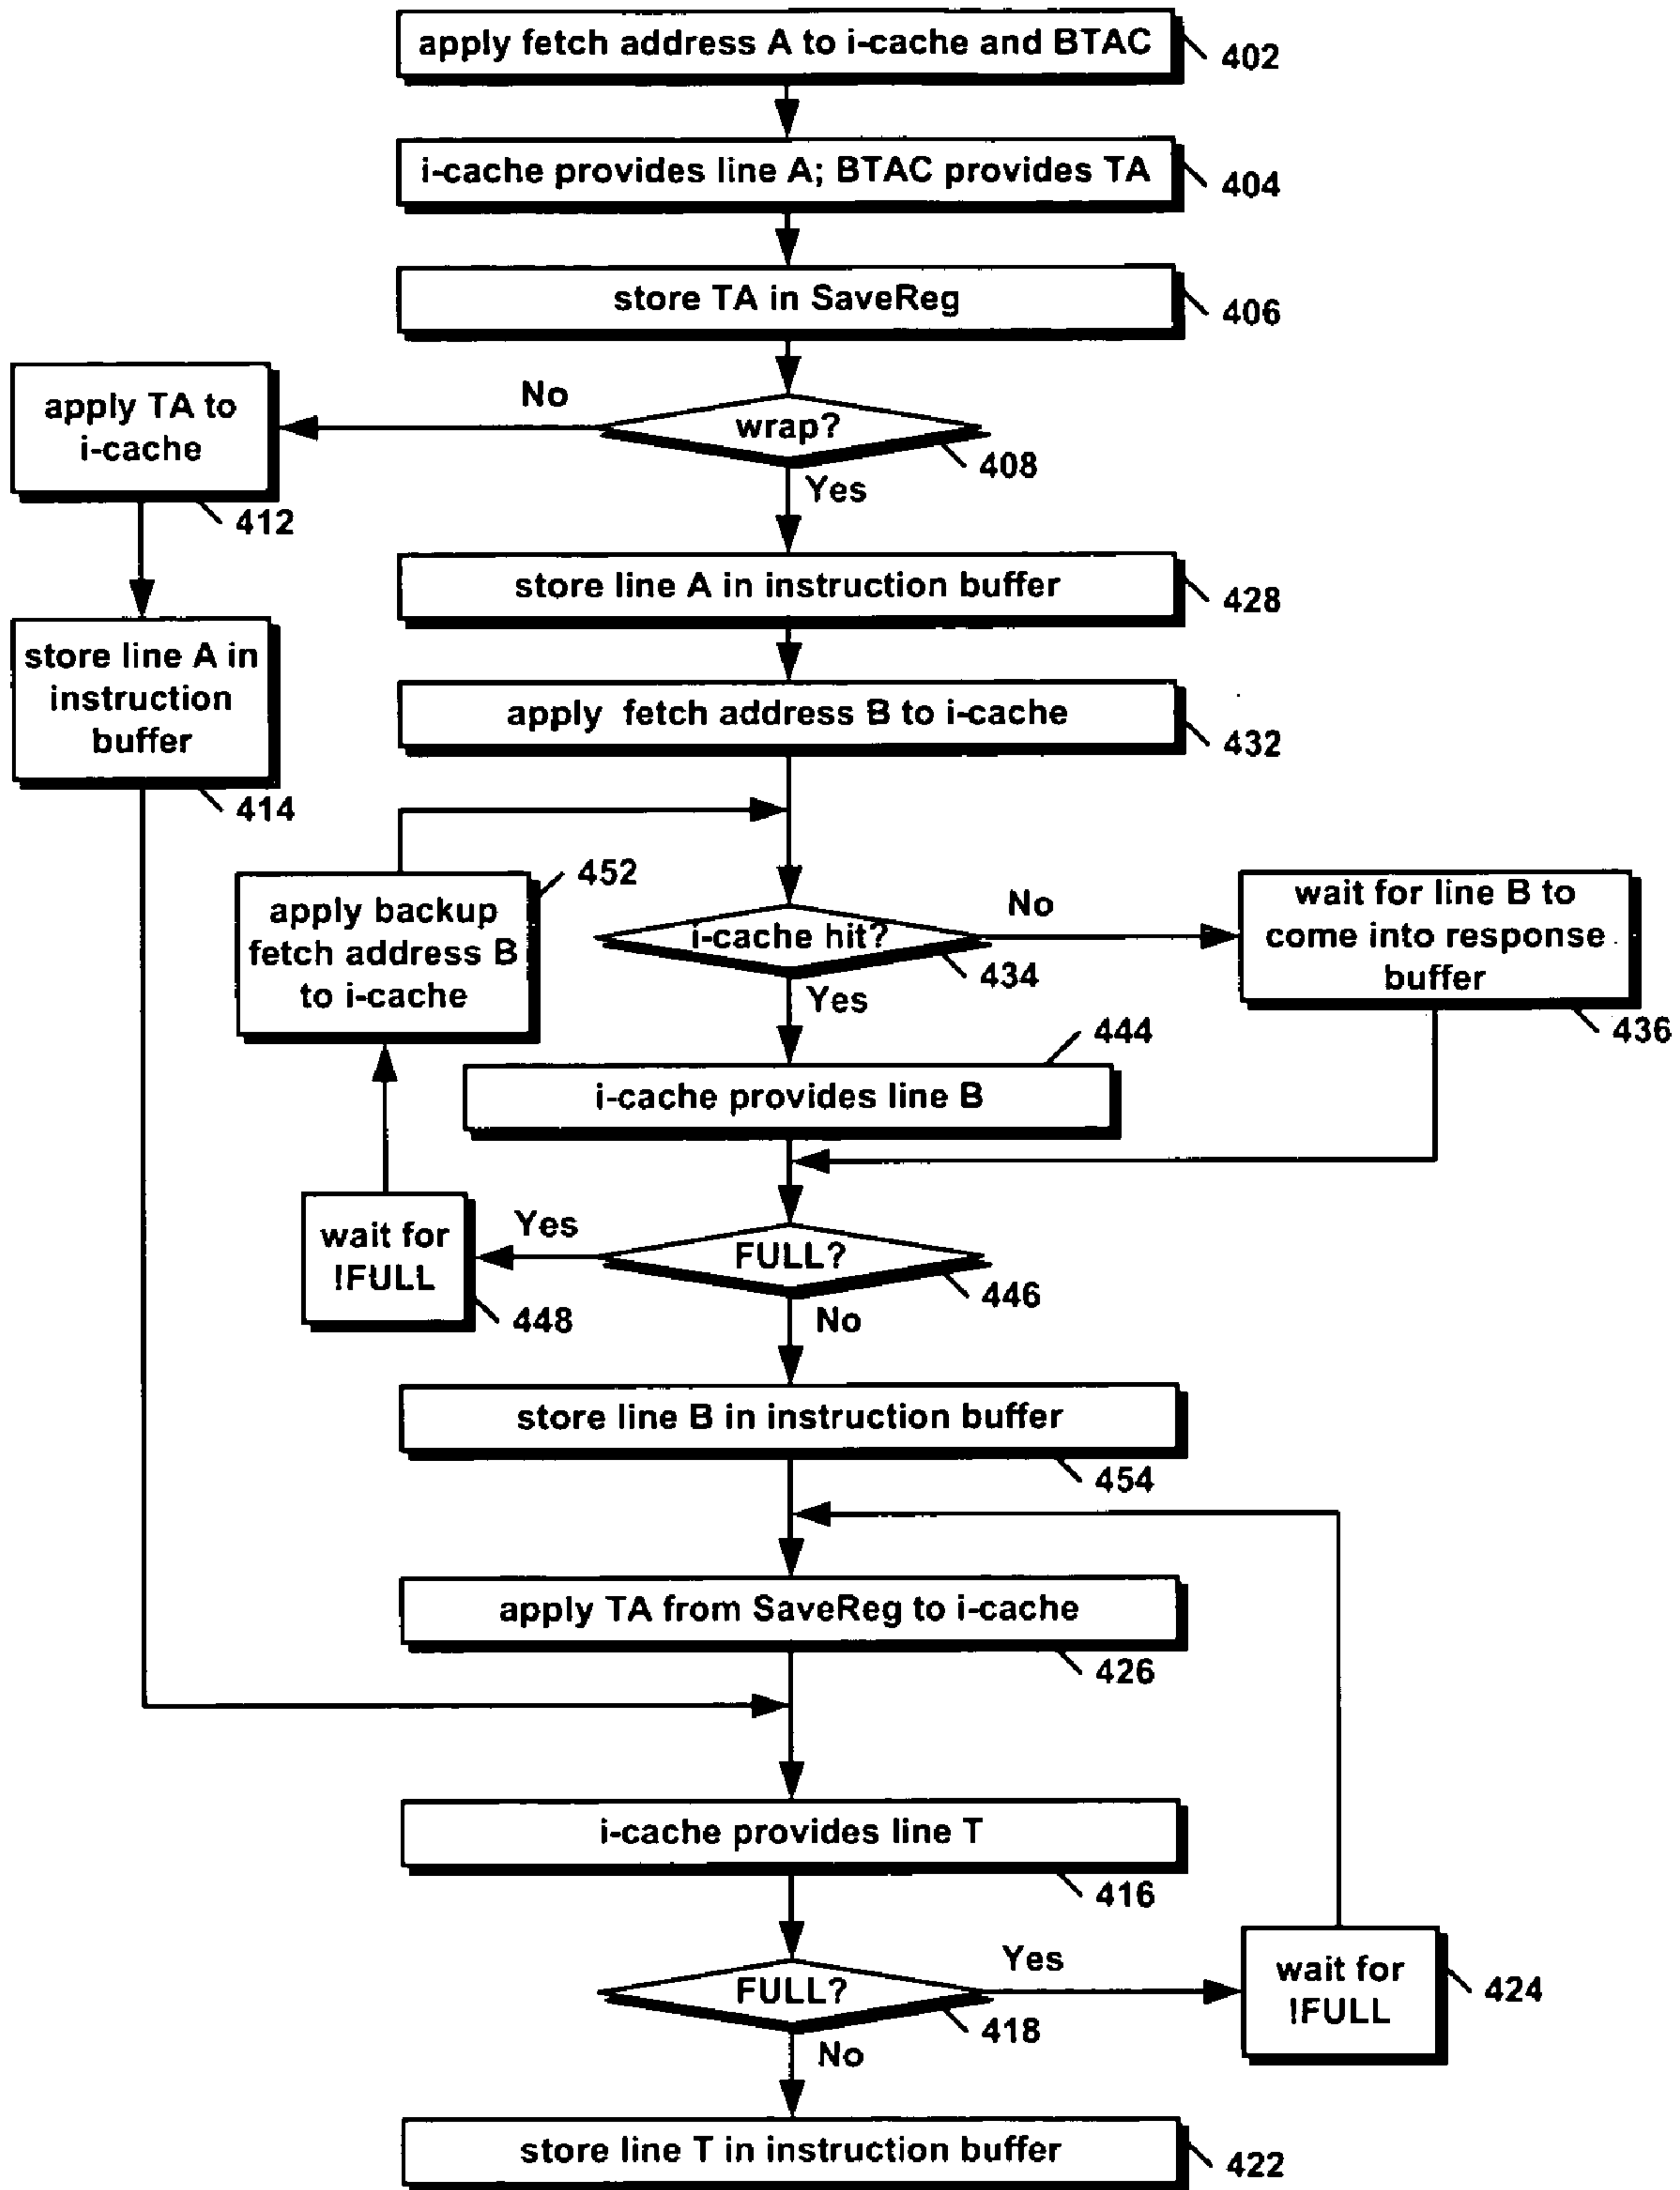 apply fetch address A to i-cache and BTAC
402
i-cache provides line A; BTAC provides TA
404
store TA in SaveReg
406
apply TA to
i-cache
412
No
wrap?
408
Yes
store line A in instruction buffer
428
store line A in
instruction
buffer
414
apply fetch address B to i-cache
432
apply backup
fetch address B
to i-cache
452
i-cache hit?
434
No
Yes
wait for line B to
come into response
buffer
436
444
i-cache provides line B
wait for
!FULL
448
Yes
FULL?
446
No
store line B in instruction buffer
454
apply TA from SaveReg to i-cache
426
i-cache provides line T
416
FULL?
418
Yes
No
wait for
!FULL
424
store line T in instruction buffer
422